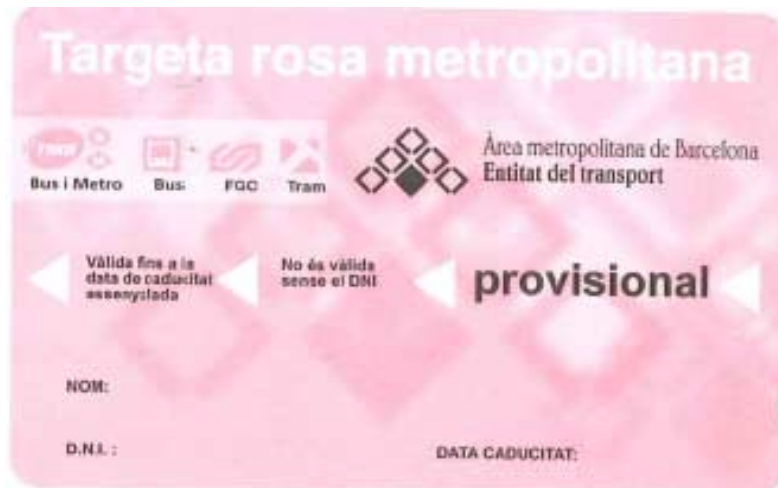 Targeta rosa metropolitana
TMB
Bus i Metro Bus FGC Tram
Àrea metropolitana de Barcelona
Entitat del transport
Vàlida fins a la
data de caducitat
assenyalada
No és vàlida
sense el DNI
provisional
NOM:
D.N.I. :
DATA CADUCITAT: